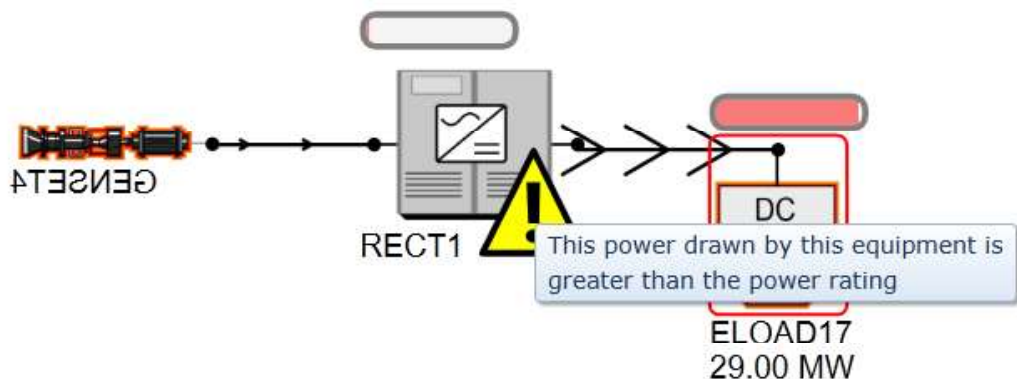 GENSET4
RECT1
DC
This power drawn by this equipment is
greater than the power rating
ELOAD17
29.00 MW